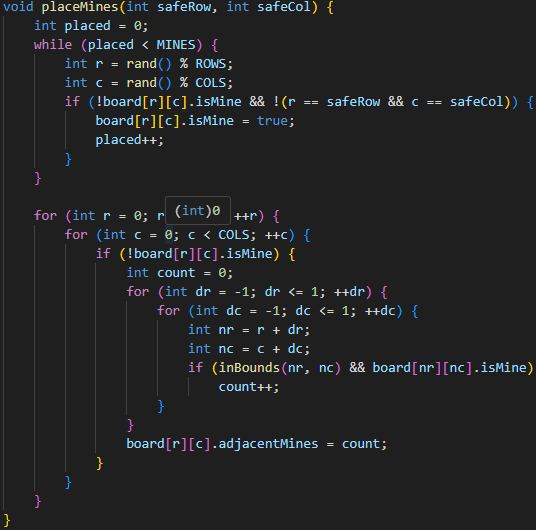 void placeMines(int safeRow, int safeCol) {
    int placed = 0;
    while (placed < MINES) {
        int r = rand() % ROWS;
        int c = rand() % COLS;
        if (!board[r][c].isMine && !(r == safeRow && c == safeCol)) {
            board[r][c].isMine = true;
            placed++;
        }
    }

    for (int r = 0; r (int)0 ++r) {
        for (int c = 0; c < COLS; ++c) {
            if (!board[r][c].isMine) {
                int count = 0;
                for (int dr = -1; dr <= 1; ++dr) {
                    for (int dc = -1; dc <= 1; ++dc) {
                        int nr = r + dr;
                        int nc = c + dc;
                        if (inBounds(nr, nc) && board[nr][nc].isMine)
                            count++;
                    }
                }
                board[r][c].adjacentMines = count;
            }
        }
    }
}